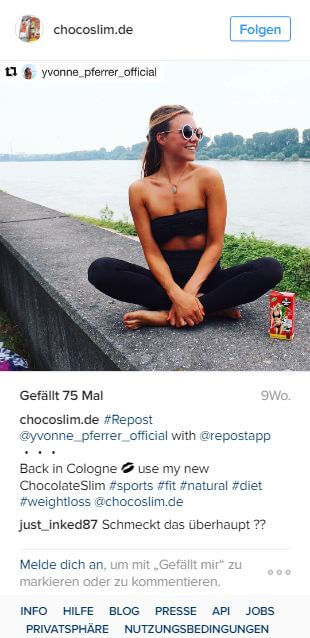 chocoslim.de
Folgen
yvonne_pferrer_official
Gefällt 75 Mal
9Wo.
chocoslim.de #Repost
@yvonne_pferrer_official with @repostapp
・・・
Back in Cologne 💋 use my new
ChocolateSlim #sports #fit #natural #diet
#weightloss @chocoslim.de
just_inked87 Schmeckt das überhaupt ??
Melde dich an, um mit „Gefällt mir“ zu
markieren oder zu kommentieren.
INFO HILFE BLOG PRESSE API JOBS
PRIVATSPHÄRE NUTZUNGSBEDINGUNGEN